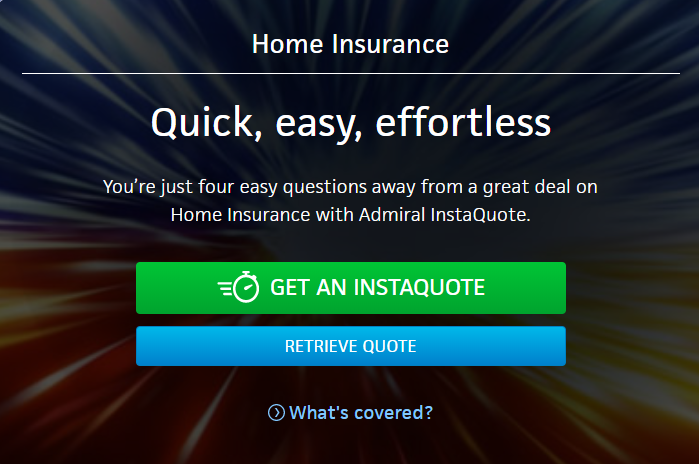 Home Insurance
Quick, easy, effortless
You're just four easy questions away from a great deal on
Home Insurance with Admiral InstaQuote.
GET AN INSTAQUOTE
RETRIEVE QUOTE
What's covered?